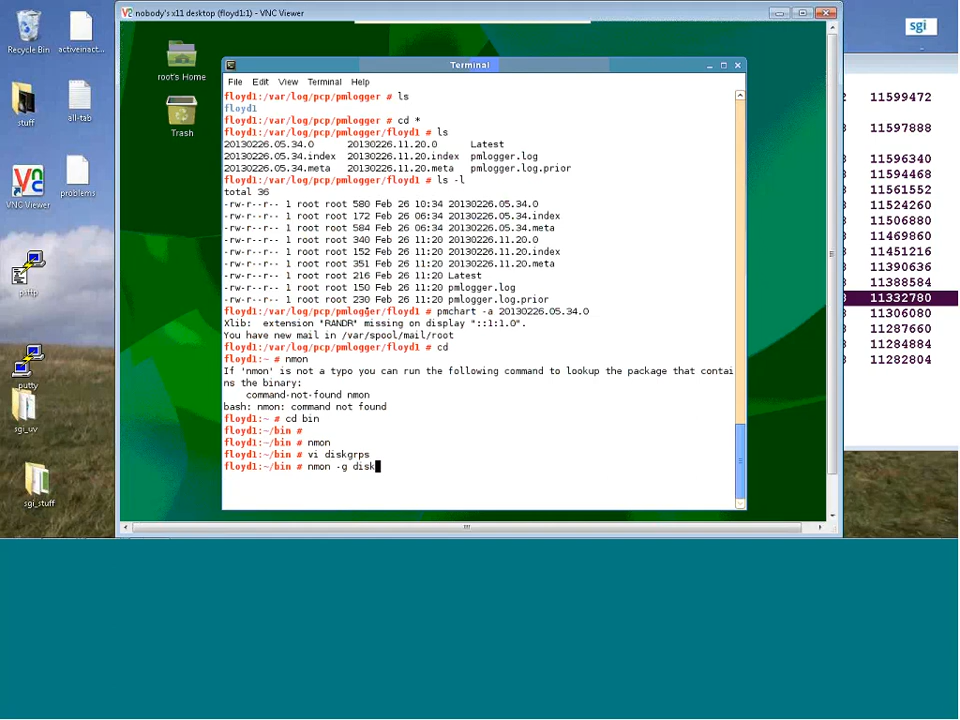 nobody's x11 desktop (floyd1:1) - VNC Viewer
Recycle Bin
activeinact...
stuff
all-tab
VNC Viewer
problems
psftp
putty
sgi_uv
sgi_stuff
root's Home
Trash
Terminal
File Edit View Terminal Help
floyd1:/var/log/pcp/pmlogger # ls
floyd1
floyd1:/var/log/pcp/pmlogger # cd *
floyd1:/var/log/pcp/pmlogger/floyd1 # ls
20130226.05.34.0 20130226.11.20.0 Latest
20130226.05.34.index 20130226.11.20.index pmlogger.log
20130226.05.34.meta 20130226.11.20.meta pmlogger.log.prior
floyd1:/var/log/pcp/pmlogger/floyd1 # ls -l
total 36
-rw-r--r-- 1 root root 580 Feb 26 10:34 20130226.05.34.0
-rw-r--r-- 1 root root 172 Feb 26 06:34 20130226.05.34.index
-rw-r--r-- 1 root root 584 Feb 26 06:34 20130226.05.34.meta
-rw-r--r-- 1 root root 340 Feb 26 11:20 20130226.11.20.0
-rw-r--r-- 1 root root 152 Feb 26 11:20 20130226.11.20.index
-rw-r--r-- 1 root root 351 Feb 26 11:20 20130226.11.20.meta
-rw-r--r-- 1 root root 216 Feb 26 11:20 Latest
-rw-r--r-- 1 root root 150 Feb 26 11:20 pmlogger.log
-rw-r--r-- 1 root root 230 Feb 26 11:20 pmlogger.log.prior
floyd1:/var/log/pcp/pmlogger/floyd1 # pmchart -a 20130226.05.34.0
Xlib: extension "RANDR" missing on display "::1:1.0".
You have new mail in /var/spool/mail/root
floyd1:/var/log/pcp/pmlogger/floyd1 # cd
floyd1:~ # nmon
If 'nmon' is not a typo you can run the following command to lookup the package that contai
ns the binary:
command-not-found nmon
bash: nmon: command not found
floyd1:~ # cd bin
floyd1:~/bin #
floyd1:~/bin # nmon
floyd1:~/bin # vi diskgrps
floyd1:~/bin # nmon -g disk
sgi
11599472
11597888
11596340
11594468
11561552
11524260
11506880
11469860
11451216
11390636
11388584
11332780
11306080
11287660
11284884
11282804